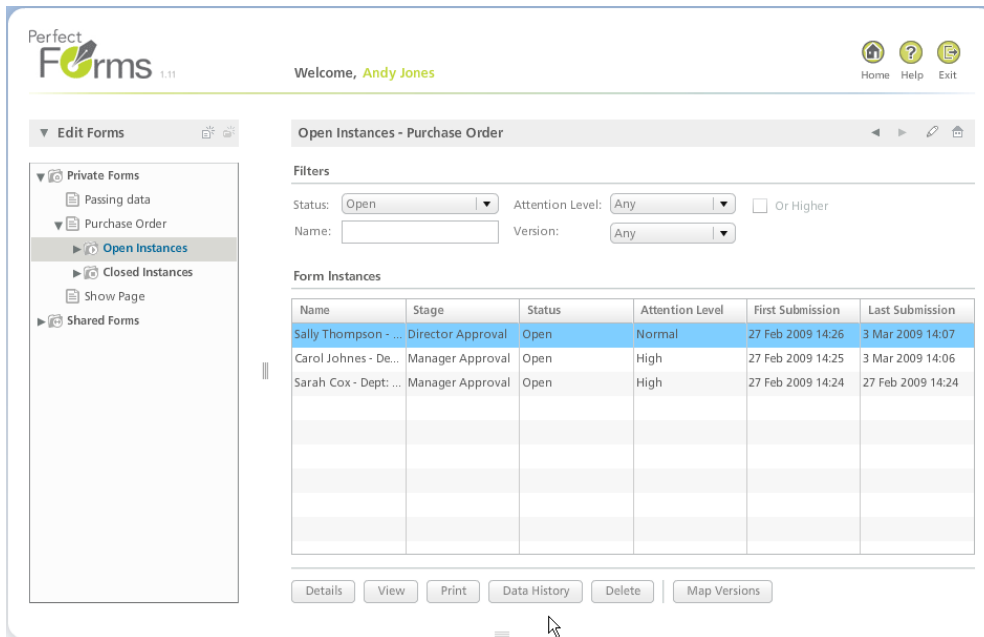 Perfect
Forms 1.11
Welcome, Andy Jones
Home Help Exit
Edit Forms
Private Forms
Passing data
Purchase Order
Open Instances
Closed Instances
Show Page
Shared Forms
Open Instances - Purchase Order
Filters
Status: Open Attention Level: Any Or Higher
Name: Version: Any
Form Instances
Name Stage Status Attention Level First Submission Last Submission
Sally Thompson - ... Director Approval Open Normal 27 Feb 2009 14:26 3 Mar 2009 14:07
Carol Johnes - De... Manager Approval Open High 27 Feb 2009 14:25 3 Mar 2009 14:06
Sarah Cox - Dept: ... Manager Approval Open High 27 Feb 2009 14:24 27 Feb 2009 14:24
Details View Print Data History Delete Map Versions